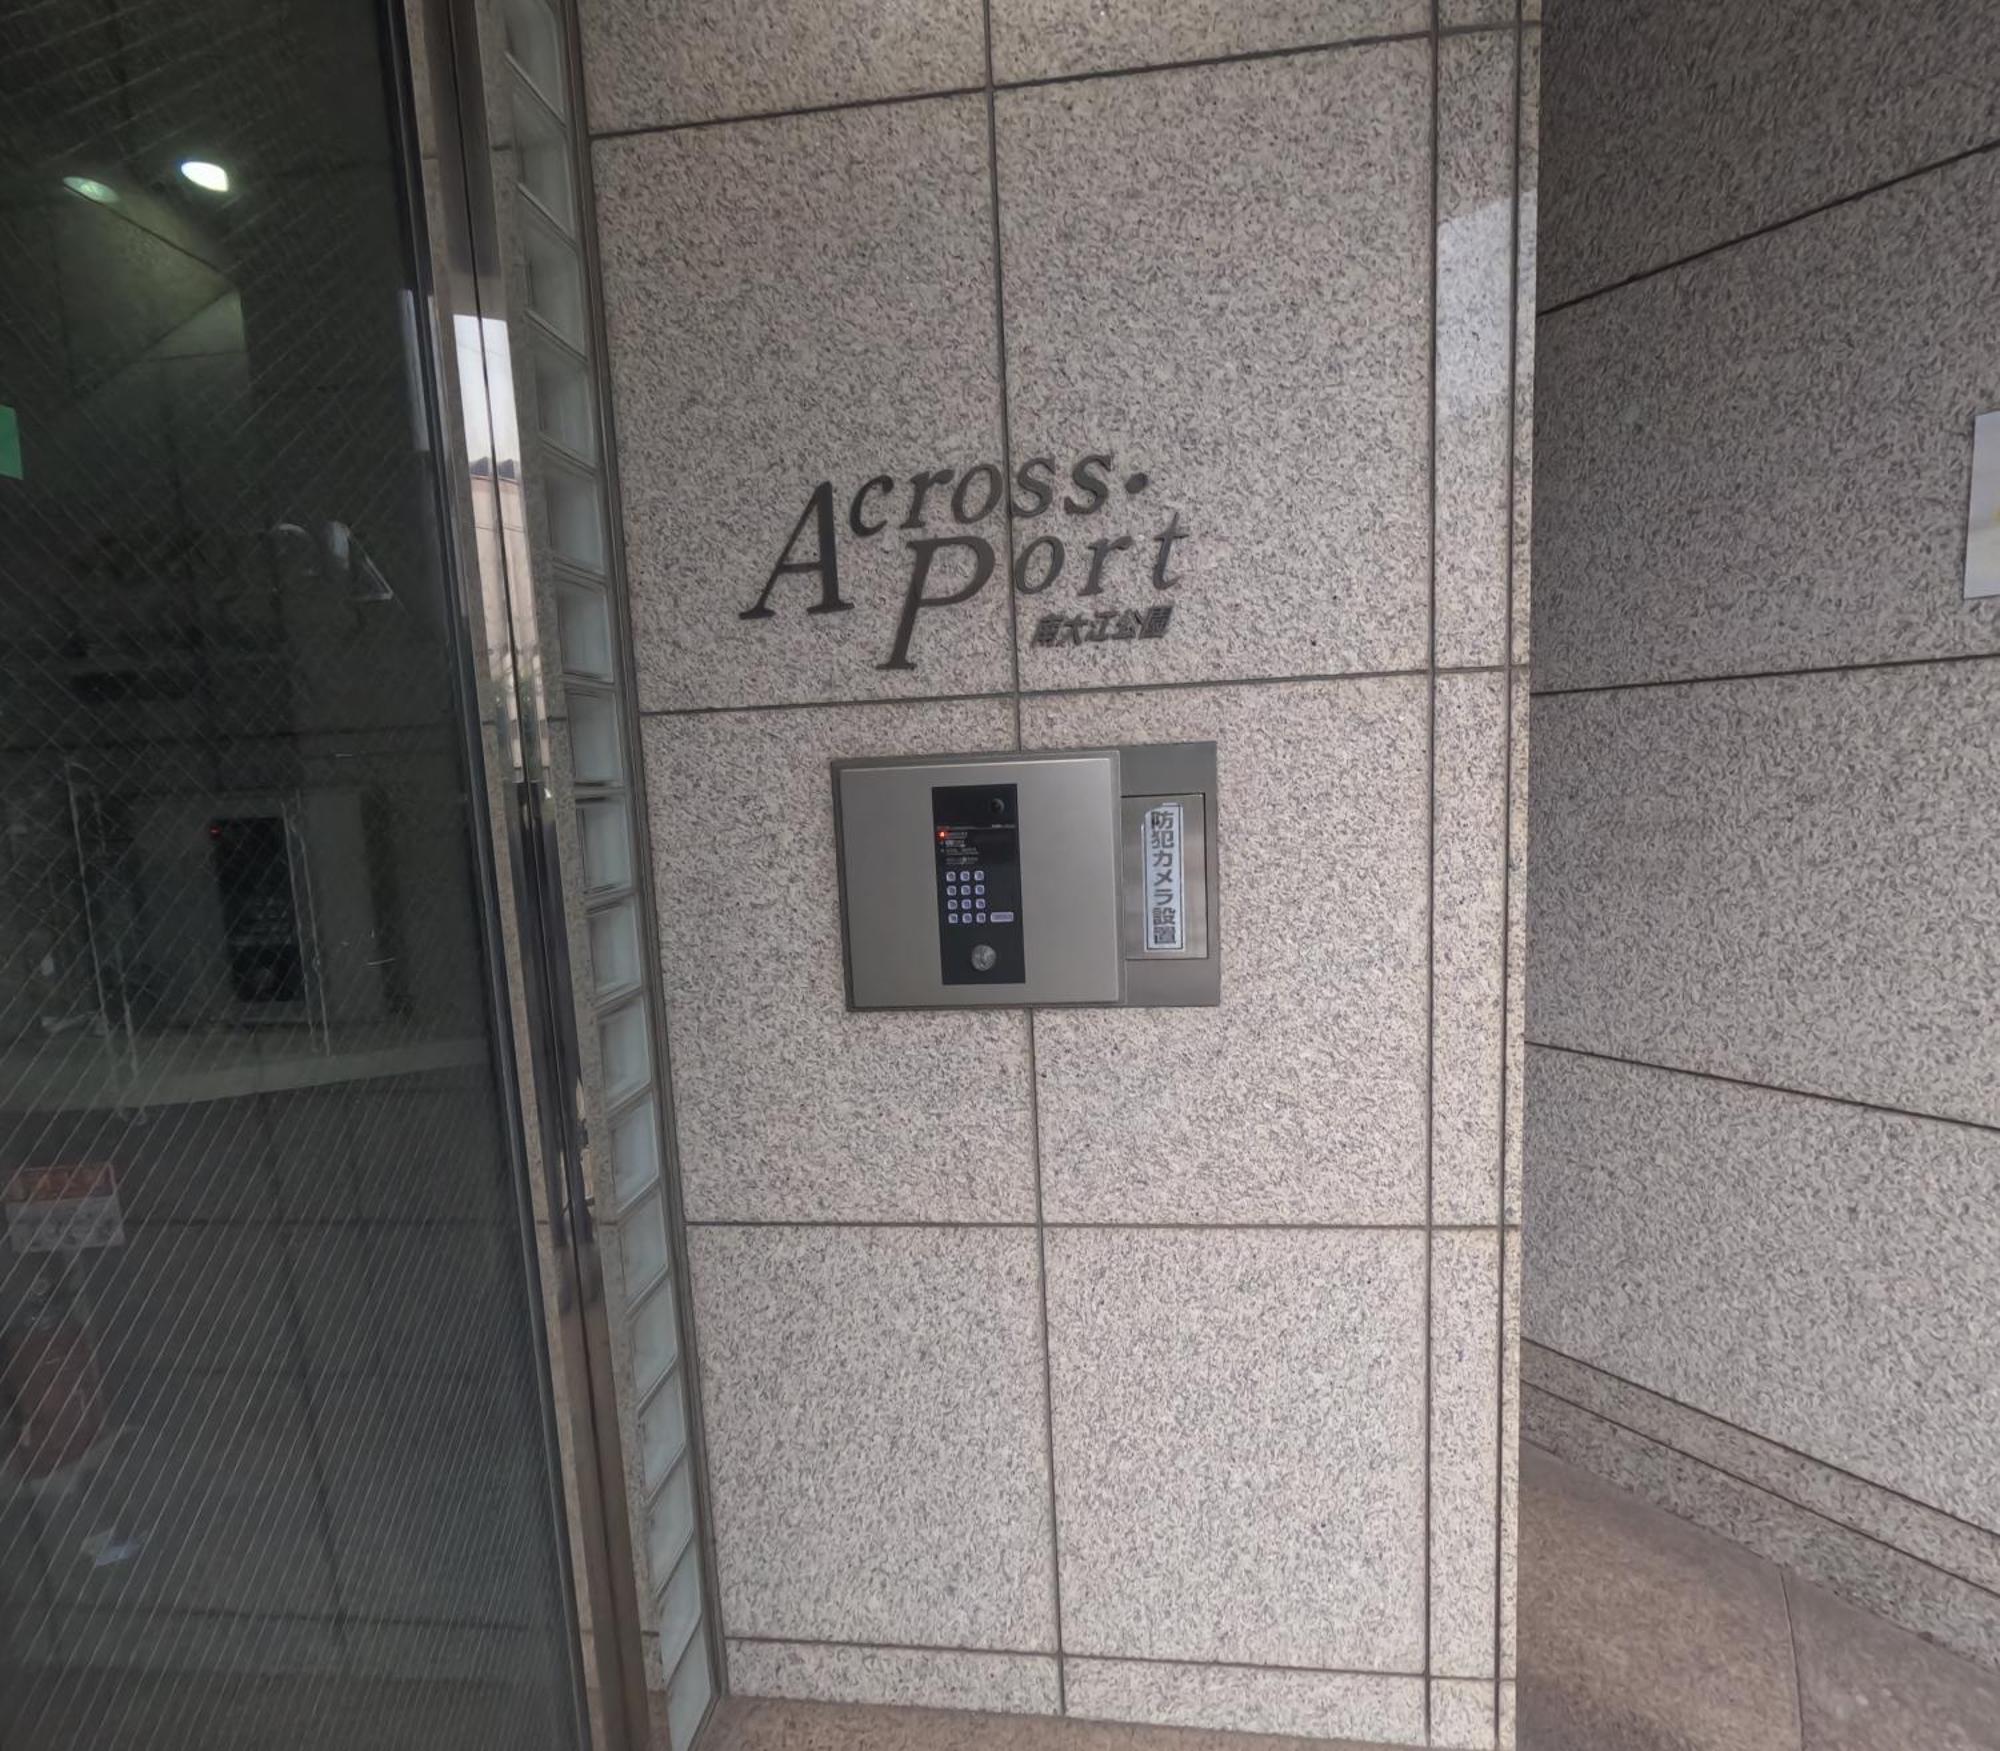 Across・
Port
南大江公園
防犯カメラ設置